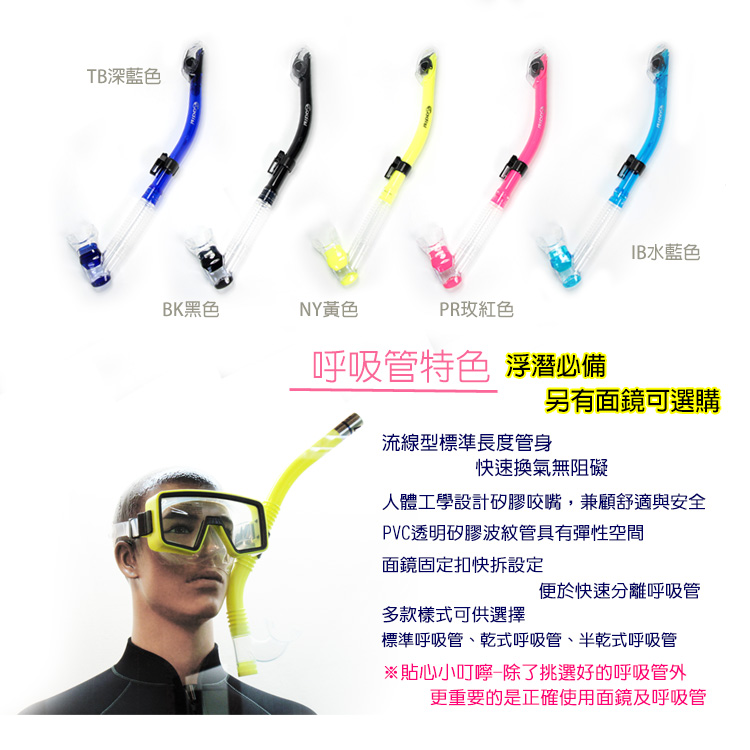 TB深藍色
BK黑色
NY黃色
PR玫紅色
IB水藍色
呼吸管特色
浮潛必備
另有面鏡可選購
流線型標準長度管身
快速換氣無阻礙
人體工學設計矽膠咬嘴，兼顧舒適與安全
PVC透明矽膠波紋管具有彈性空間
面鏡固定扣快拆設定
便於快速分離呼吸管
多款樣式可供選擇
標準呼吸管、乾式呼吸管、半乾式呼吸管
※貼心小叮嚀-除了挑選好的呼吸管外
更重要的是正確使用面鏡及呼吸管